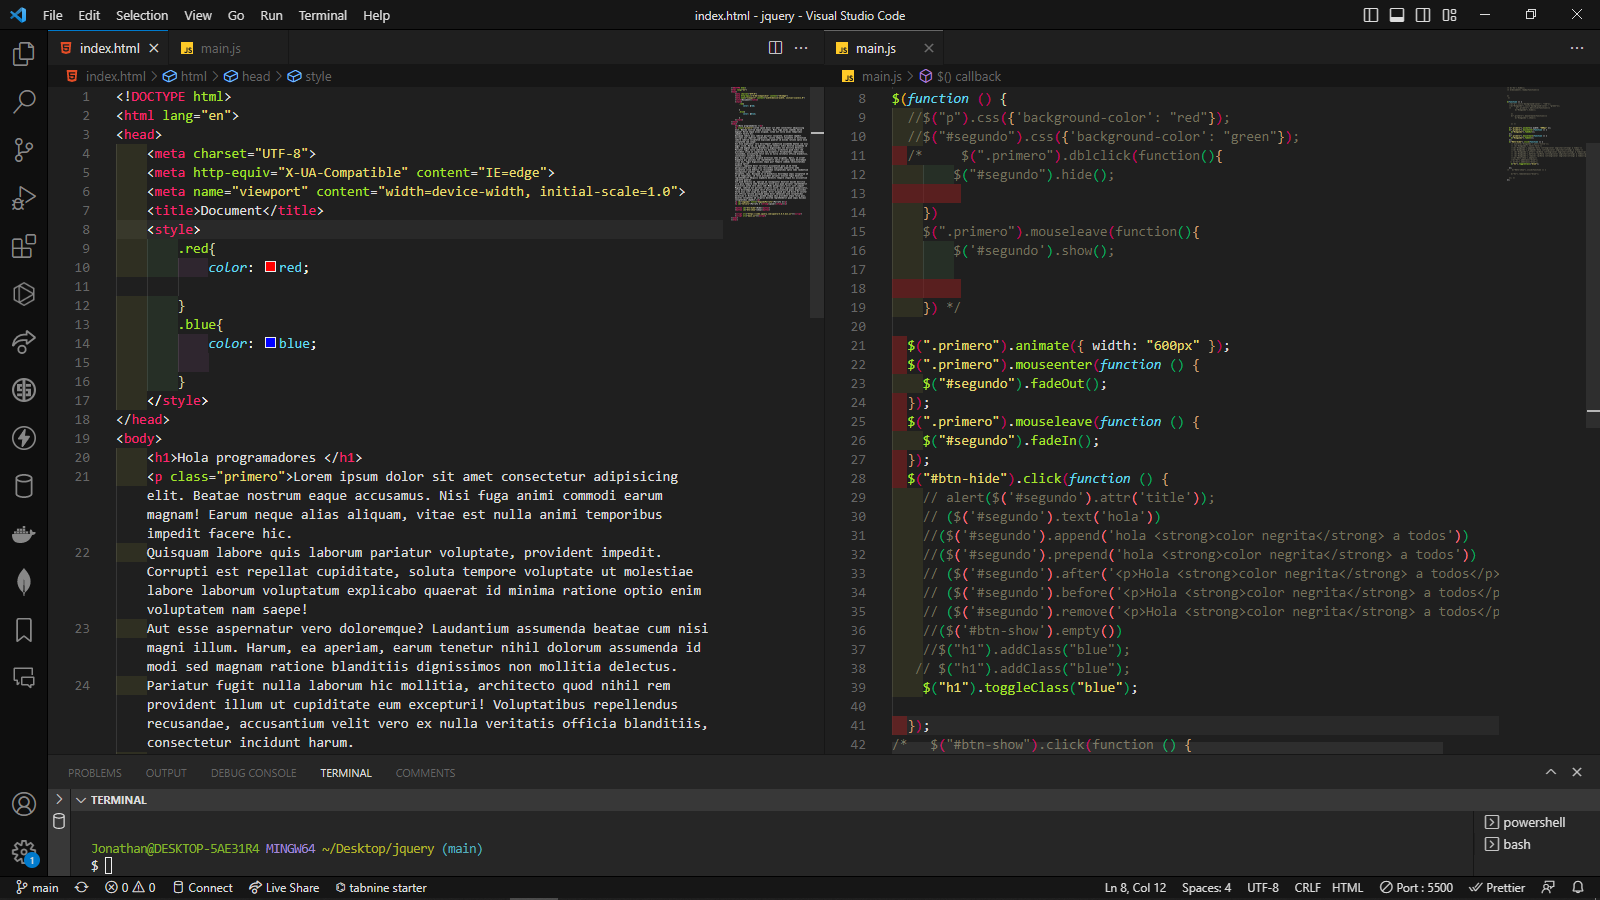 File Edit Selection View Go Run Terminal Help
index.html - jquery - Visual Studio Code
index.html
JS main.js
index.html > html > head > style
1 <!DOCTYPE html>
2 <html lang="en">
3 <head>
4 <meta charset="UTF-8">
5 <meta http-equiv="X-UA-Compatible" content="IE=edge">
6 <meta name="viewport" content="width=device-width, initial-scale=1.0">
7 <title>Document</title>
8 <style>
9 .red{
10 color: red;
11
12 }
13 .blue{
14 color: blue;
15
16 }
17 </style>
18 </head>
19 <body>
20 <h1>Hola programadores </h1>
21 <p class="primero">Lorem ipsum dolor sit amet consectetur adipisicing
elit. Beatae nostrum eaque accusamus. Nisi fuga animi commodi earum
magnam! Earum neque alias aliquam, vitae est nulla animi temporibus
impedit facere hic.
22 Quisquam labore quis laborum pariatur voluptate, provident impedit.
Corrupti est repellat cupiditate, soluta tempore voluptate ut molestiae
labore laborum voluptatum explicabo quaerat id minima ratione optio enim
voluptatem nam saepe!
23 Aut esse aspernatur vero doloremque? Laudantium assumenda beatae cum nisi
magni illum. Harum, ea aperiam, earum tenetur nihil dolorum assumenda id
modi sed magnam ratione blanditiis dignissimos non mollitia delectus.
24 Pariatur fugit nulla laborum hic mollitia, architecto quod nihil rem
provident illum ut cupiditate eum excepturi! Voluptatibus repellendus
recusandae, accusantium velit vero ex nulla veritatis officia blanditiis,
consectetur incidunt harum.
JS main.js
JS main.js > $() callback
8 $(function () {
9 //$("p").css({'background-color': "red"});
10 //$("#segundo").css({'background-color': "green"});
11 /* $(".primero").dblclick(function(){
12 $("#segundo").hide();
13
14 })
15 $(".primero").mouseleave(function(){
16 $('#segundo').show();
17
18
19 }) */
20
21 $(".primero").animate({ width: "600px" });
22 $(".primero").mouseenter(function () {
23 $("#segundo").fadeOut();
24 });
25 $(".primero").mouseleave(function () {
26 $("#segundo").fadeIn();
27 });
28 $("#btn-hide").click(function () {
29 // alert($('#segundo').attr('title'));
30 // ($('#segundo').text('hola'))
31 //($('#segundo').append('hola <strong>color negrita</strong> a todos'))
32 //($('#segundo').prepend('hola <strong>color negrita</strong> a todos'))
33 // ($('#segundo').after('<p>Hola <strong>color negrita</strong> a todos</p>
34 // ($('#segundo').before('<p>Hola <strong>color negrita</strong> a todos</p
35 // ($('#segundo').remove('<p>Hola <strong>color negrita</strong> a todos</p
36 //($('#btn-show').empty())
37 //$("h1").addClass("blue");
38 // $("h1").addClass("blue");
39 $("h1").toggleClass("blue");
40
41 });
42 /* $("#btn-show").click(function () {
PROBLEMS OUTPUT DEBUG CONSOLE TERMINAL COMMENTS
TERMINAL
Jonathan@DESKTOP-5AE31R4 MINGW64 ~/Desktop/jquery (main)
$
powershell
bash
1
main 0 0 Connect Live Share tabnine starter
Ln 8, Col 12 Spaces: 4 UTF-8 CRLF HTML Port : 5500 Prettier